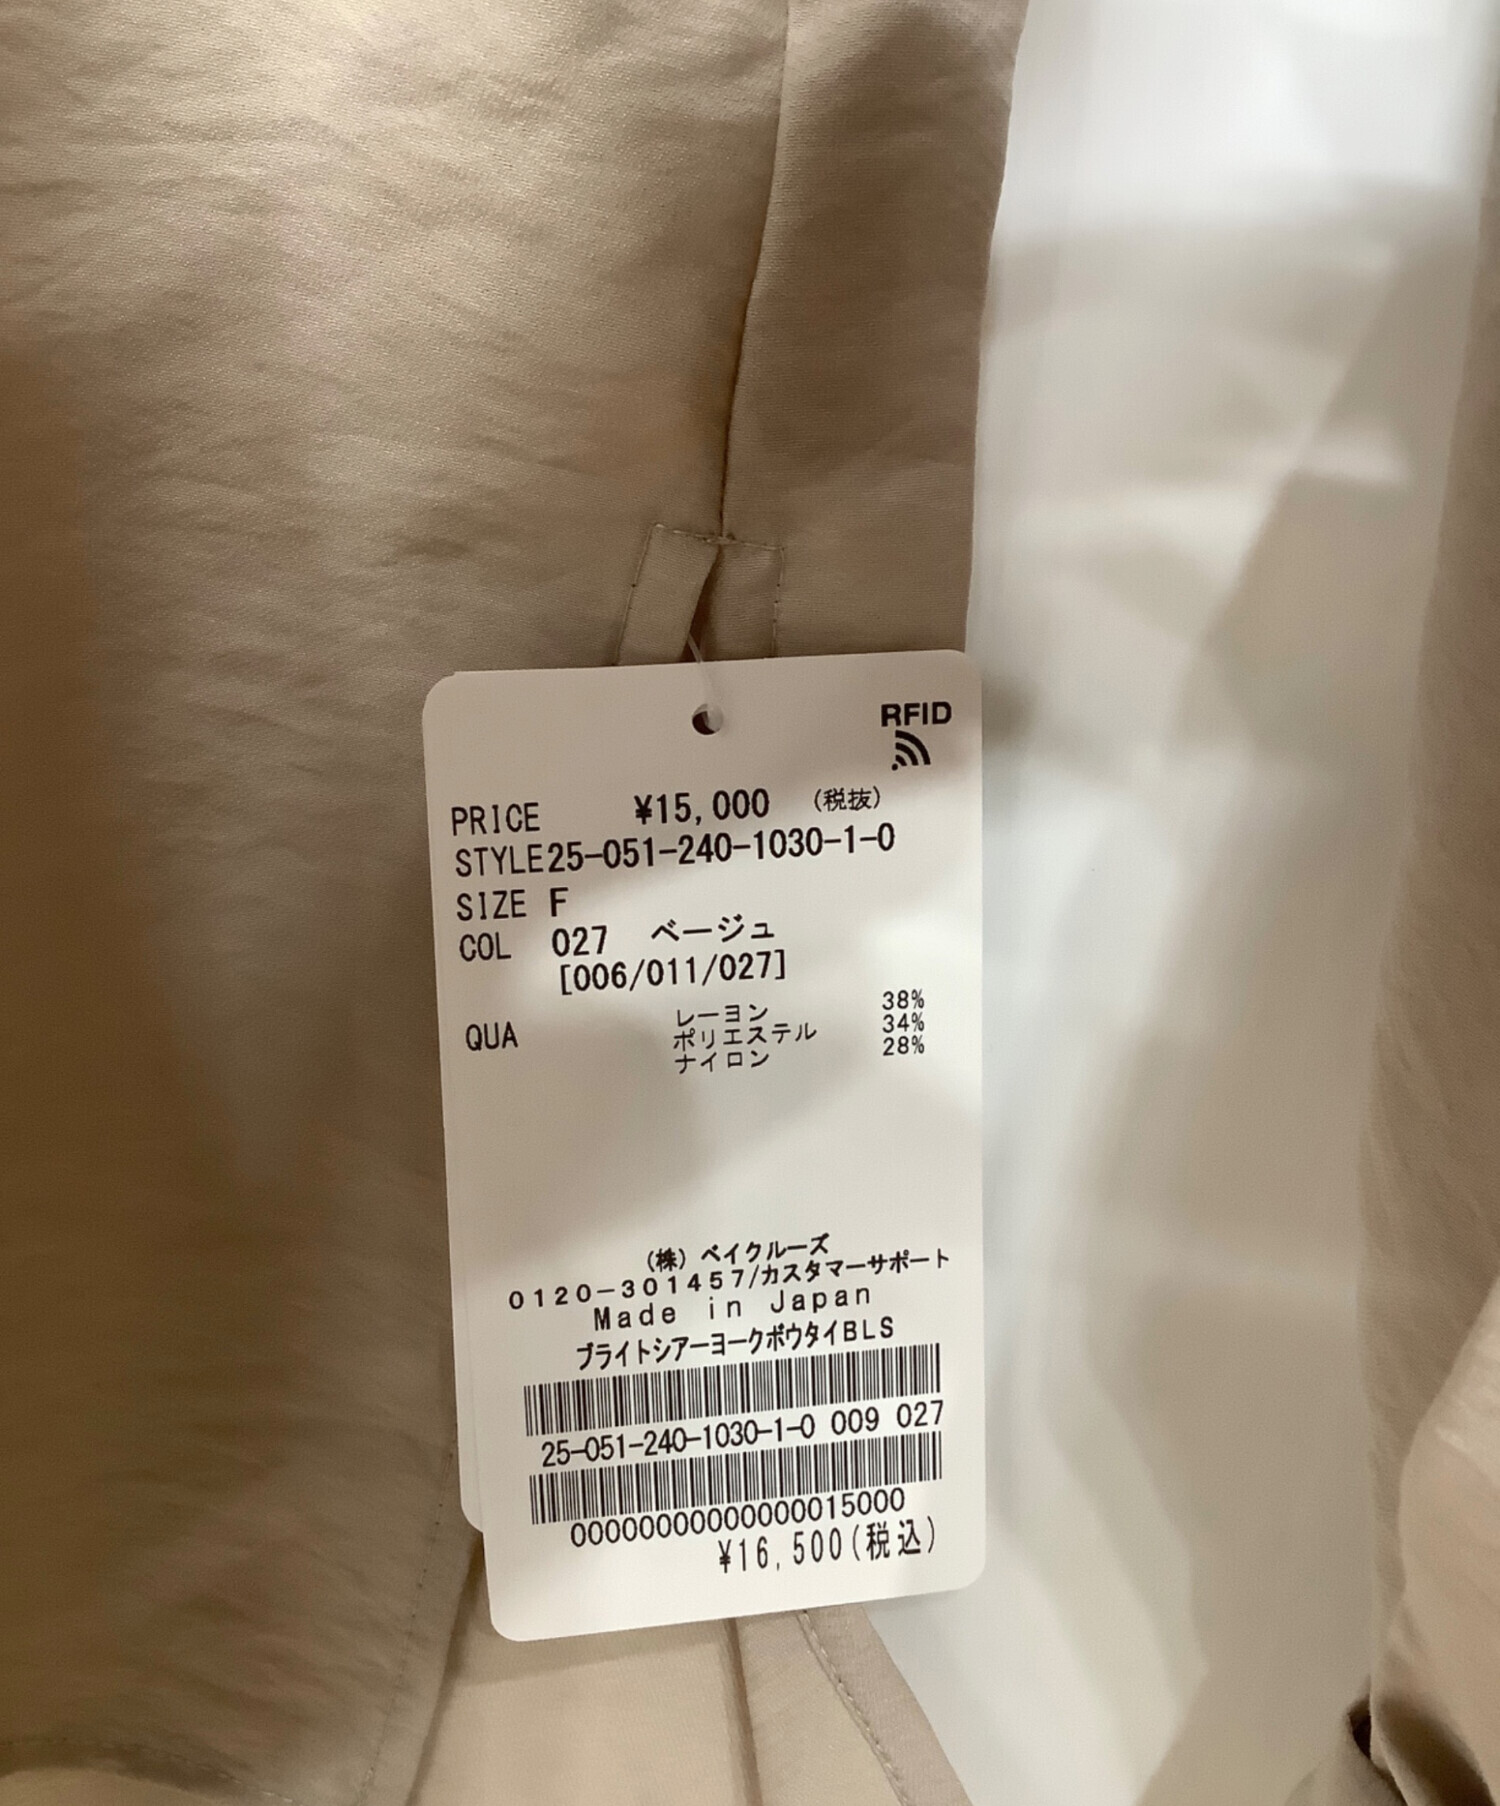 RFID
PRICE ¥15,000 (税抜)
STYLE25-051-240-1030-1-0
SIZE F
COL 027 ベージュ
[006/011/027]
QUA レーヨン 38%
ポリエステル 34%
ナイロン 28%
(株)ベイクルーズ
0120-301457/カスタマーサポート
Made in Japan
ブライトシアーヨークボウタイBLS
25-051-240-1030-1-0 009 027
00000000000000015000
¥16,500(税込)